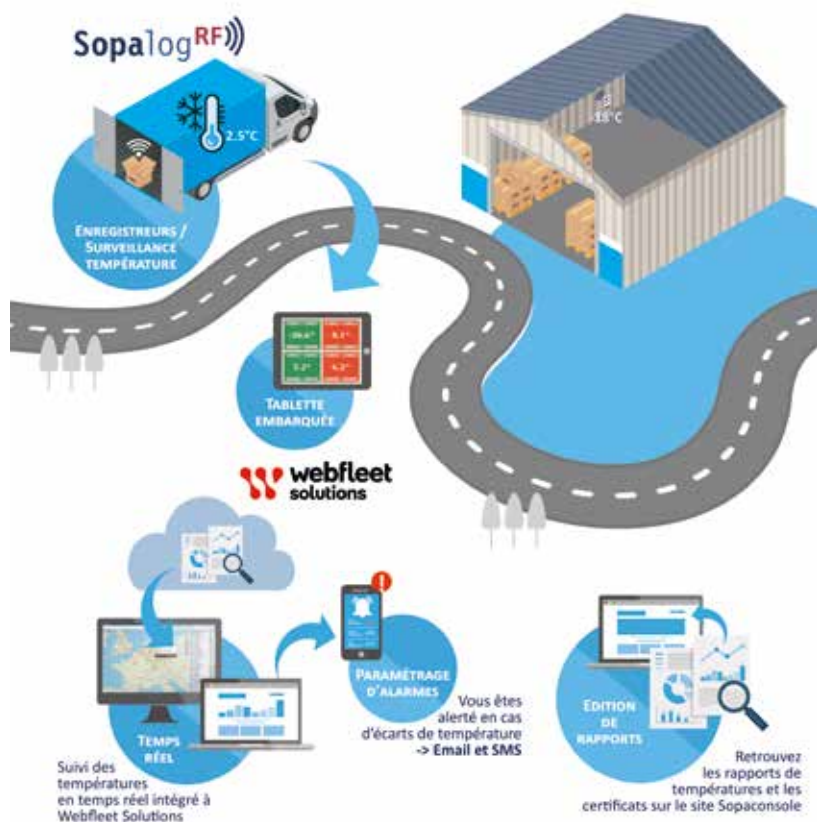 SopalogRF
2.5°C
ENREGISTREURS /
SURVEILLANCE
TEMPÉRATURE
TABLETTE
EMBARQUÉE
webfleet
solutions
TEMPS
RÉEL
Suivi des
températures
en temps réel intégré à
Webfleet Solutions
PARAMÉTRAGE
D'ALARMES
Vous êtes
alerté en cas
d'écarts de température
-> Email et SMS
EDITION
DE
RAPPORTS
Retrouvez
les rapports de
températures et les
certificats sur le site Sopaconsole